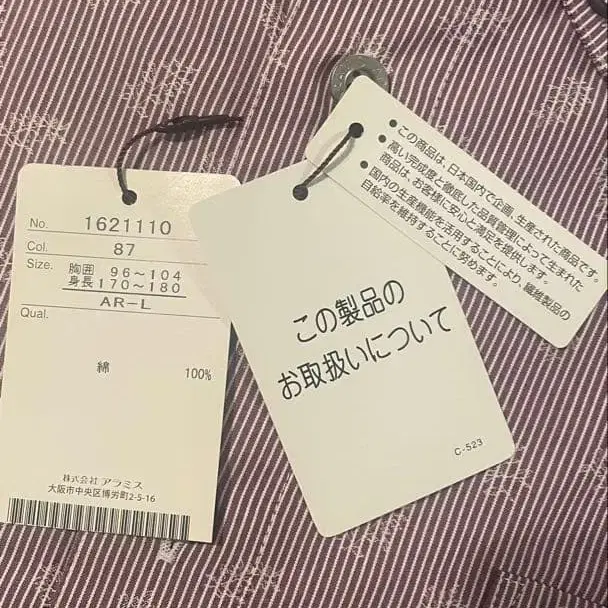 No. 1621110
Col. 87
Size. 胸囲 96～104
身長 170～180
AR-L
Qual.
綿 100%
株式会社 アラミス
大阪市中央区博労町2-5-16
この製品の
お取扱いについて
C-523
●この商品は、日本国内で企画、生産された商品です。
●高い完成度と徹底した品質管理によって生まれた
商品は、お客様に安心と満足を提供します。
●国内の生産機能を活用することにより、繊維製品の
自給率を維持することに努めます。